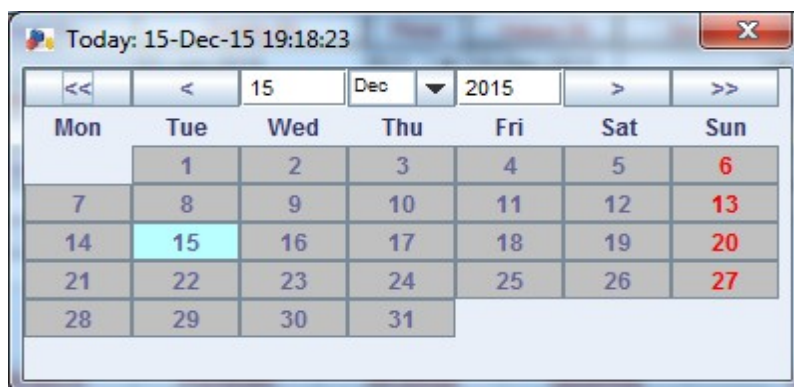 Today: 15-Dec-15 19:18:23
x
<< < 15 Dec 2015 > >>
Mon Tue Wed Thu Fri Sat Sun
1 2 3 4 5 6
7 8 9 10 11 12 13
14 15 16 17 18 19 20
21 22 23 24 25 26 27
28 29 30 31